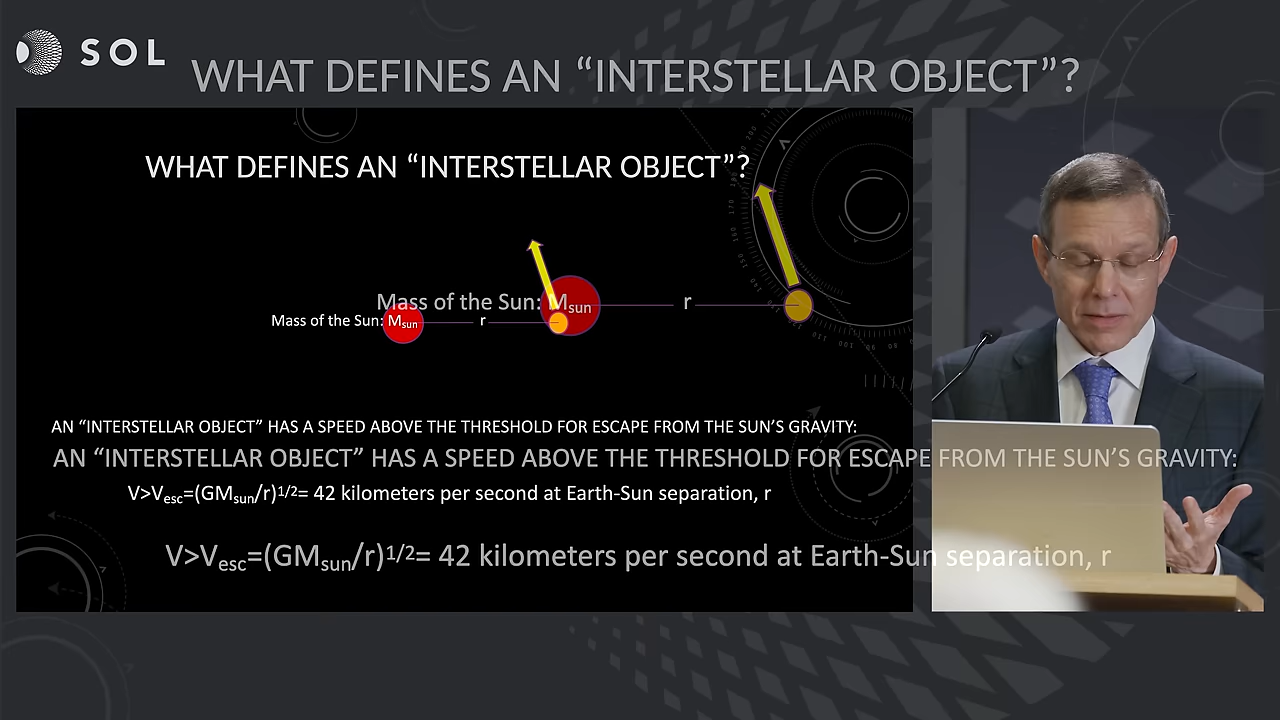 SOL
WHAT DEFINES AN “INTERSTELLAR OBJECT”?
WHAT DEFINES AN “INTERSTELLAR OBJECT”?
Mass of the Sun: Msun r
Mass of the Sun: Msun r
AN “INTERSTELLAR OBJECT” HAS A SPEED ABOVE THE THRESHOLD FOR ESCAPE FROM THE SUN’S GRAVITY:
AN “INTERSTELLAR OBJECT” HAS A SPEED ABOVE THE THRESHOLD FOR ESCAPE FROM THE SUN’S GRAVITY:
V>Vesc=(GMsun/r)1/2= 42 kilometers per second at Earth-Sun separation, r
V>Vesc=(GMsun/r)1/2= 42 kilometers per second at Earth-Sun separation, r